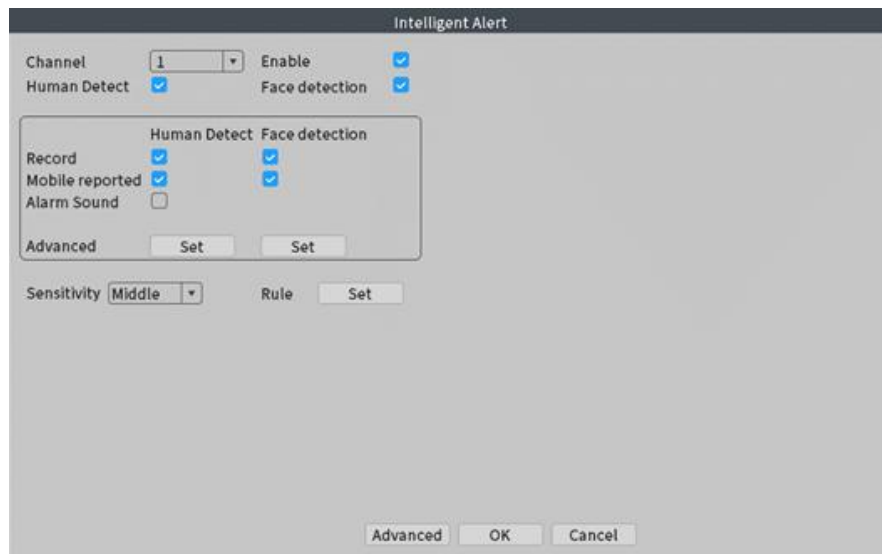 Intelligent Alert
Channel 1 Enable
Human Detect Face detection
Human Detect Face detection
Record
Mobile reported
Alarm Sound
Advanced Set Set
Sensitivity Middle Rule Set
Advanced OK Cancel